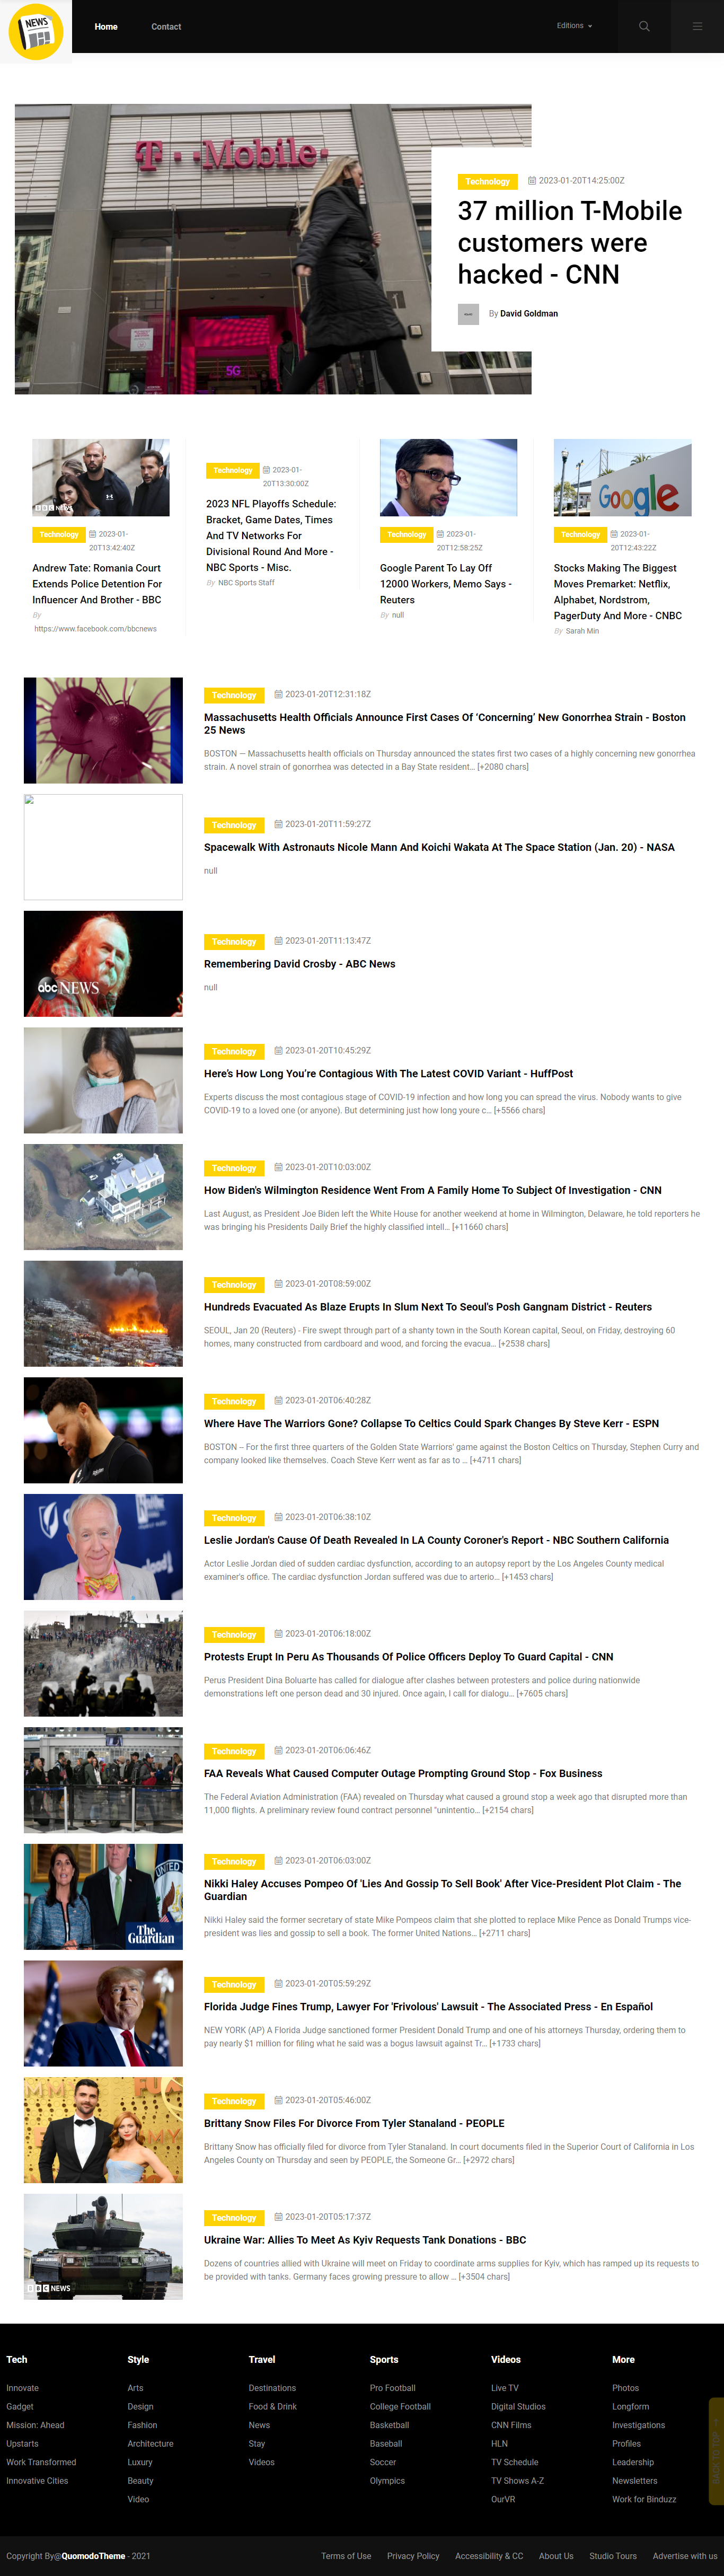 NEWS
Home
Contact
Editions
T··Mobile·
5G
1
Technology
2023-01-20T14:25:00Z
37 million T-Mobile
customers were
hacked - CNN
By David Goldman
BBC NEWS
Technology
2023-01-
20T13:42:40Z
Andrew Tate: Romania Court
Extends Police Detention For
Influencer And Brother - BBC
By
https://www.facebook.com/bbcnews
Technology
2023-01-
20T13:30:00Z
2023 NFL Playoffs Schedule:
Bracket, Game Dates, Times
And TV Networks For
Divisional Round And More -
NBC Sports - Misc.
By NBC Sports Staff
Technology
2023-01-
20T12:58:25Z
Google Parent To Lay Off
12000 Workers, Memo Says -
Reuters
By null
Google
Technology
2023-01-
20T12:43:22Z
Stocks Making The Biggest
Moves Premarket: Netflix,
Alphabet, Nordstrom,
PagerDuty And More - CNBC
By Sarah Min
Technology
2023-01-20T12:31:18Z
Massachusetts Health Officials Announce First Cases Of ‘Concerning’ New Gonorrhea Strain - Boston
25 News
BOSTON — Massachusetts health officials on Thursday announced the states first two cases of a highly concerning new gonorrhea
strain. A novel strain of gonorrhea was detected in a Bay State resident… [+2080 chars]
Technology
2023-01-20T11:59:27Z
Spacewalk With Astronauts Nicole Mann And Koichi Wakata At The Space Station (Jan. 20) - NASA
null
abc NEWS
Technology
2023-01-20T11:13:47Z
Remembering David Crosby - ABC News
null
Technology
2023-01-20T10:45:29Z
Here’s How Long You’re Contagious With The Latest COVID Variant - HuffPost
Experts discuss the most contagious stage of COVID-19 infection and how long you can spread the virus. Nobody wants to give
COVID-19 to a loved one (or anyone). But determining just how long youre c… [+5566 chars]
Technology
2023-01-20T10:03:00Z
How Biden's Wilmington Residence Went From A Family Home To Subject Of Investigation - CNN
Last August, as President Joe Biden left the White House for another weekend at home in Wilmington, Delaware, he told reporters he
was bringing his Presidents Daily Brief the highly classified intell… [+11660 chars]
Technology
2023-01-20T08:59:00Z
Hundreds Evacuated As Blaze Erupts In Slum Next To Seoul's Posh Gangnam District - Reuters
SEOUL, Jan 20 (Reuters) - Fire swept through part of a shanty town in the South Korean capital, Seoul, on Friday, destroying 60
homes, many constructed from cardboard and wood, and forcing the evacua… [+2538 chars]
Technology
2023-01-20T06:40:28Z
Where Have The Warriors Gone? Collapse To Celtics Could Spark Changes By Steve Kerr - ESPN
BOSTON -- For the first three quarters of the Golden State Warriors' game against the Boston Celtics on Thursday, Stephen Curry and
company looked like themselves. Coach Steve Kerr went as far as to … [+4711 chars]
Technology
2023-01-20T06:38:10Z
Leslie Jordan's Cause Of Death Revealed In LA County Coroner's Report - NBC Southern California
Actor Leslie Jordan died of sudden cardiac dysfunction, according to an autopsy report by the Los Angeles County medical
examiner's office. The cardiac dysfunction Jordan suffered was due to arterio… [+1453 chars]
Technology
2023-01-20T06:18:00Z
Protests Erupt In Peru As Thousands Of Police Officers Deploy To Guard Capital - CNN
Perus President Dina Boluarte has called for dialogue after clashes between protesters and police during nationwide
demonstrations left one person dead and 30 injured. Once again, I call for dialogu… [+7605 chars]
Technology
2023-01-20T06:06:46Z
FAA Reveals What Caused Computer Outage Prompting Ground Stop - Fox Business
The Federal Aviation Administration (FAA) revealed on Thursday what caused a ground stop a week ago that disrupted more than
11,000 flights. A preliminary review found contract personnel "unintentio… [+2154 chars]
The Guardian
Technology
2023-01-20T06:03:00Z
Nikki Haley Accuses Pompeo Of 'Lies And Gossip To Sell Book' After Vice-President Plot Claim - The
Guardian
Nikki Haley said the former secretary of state Mike Pompeos claim that she plotted to replace Mike Pence as Donald Trumps vice-
president was lies and gossip to sell a book. The former United Nations… [+2711 chars]
Technology
2023-01-20T05:59:29Z
Florida Judge Fines Trump, Lawyer For 'Frivolous' Lawsuit - The Associated Press - En Español
NEW YORK (AP) A Florida Judge sanctioned former President Donald Trump and one of his attorneys Thursday, ordering them to
pay nearly $1 million for filing what he said was a bogus lawsuit against Tr… [+1733 chars]
Technology
2023-01-20T05:46:00Z
Brittany Snow Files For Divorce From Tyler Stanaland - PEOPLE
Brittany Snow has officially filed for divorce from Tyler Stanaland. In court documents filed in the Superior Court of California in Los
Angeles County on Thursday and seen by PEOPLE, the Someone Gr… [+2972 chars]
BBC NEWS
Technology
2023-01-20T05:17:37Z
Ukraine War: Allies To Meet As Kyiv Requests Tank Donations - BBC
Dozens of countries allied with Ukraine will meet on Friday to coordinate arms supplies for Kyiv, which has ramped up its requests to
be provided with tanks. Germany faces growing pressure to allow … [+3504 chars]
Tech
Innovate
Gadget
Mission: Ahead
Upstarts
Work Transformed
Innovative Cities
Style
Arts
Design
Fashion
Architecture
Luxury
Beauty
Video
Travel
Destinations
Food & Drink
News
Stay
Videos
Sports
Pro Football
College Football
Basketball
Baseball
Soccer
Olympics
Videos
Live TV
Digital Studios
CNN Films
HLN
TV Schedule
TV Shows A-Z
OurVR
More
Photos
Longform
Investigations
Profiles
Leadership
Newsletters
Work for Binduzz
Copyright By@QuomodoTheme - 2021
Terms of Use
Privacy Policy
Accessibility & CC
About Us
Studio Tours
Advertise with us